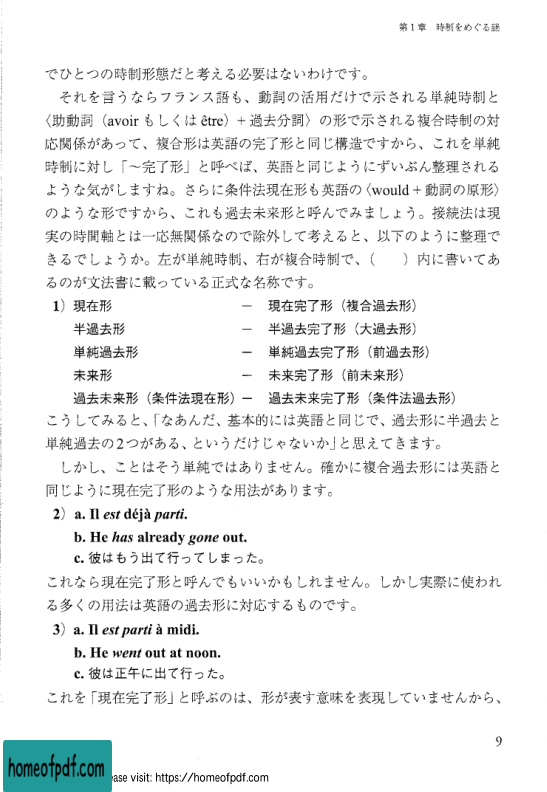 第1章　時制をめぐる謎
でひとつの時制形態だと考える必要はないわけです。
それを言うならフランス語も、動詞の活用だけで示される単純時制と
〈助動詞（avoir もしくは être）+ 過去分詞〉の形で示される複合時制の対
応関係があって、複合形は英語の完了形と同じ構造ですから、これを単純
時制に対し「～完了形」と呼べば、英語と同じようにずいぶん整理される
ような気がしますね。さらに条件法現在形も英語の〈would + 動詞の原形〉
のような形ですから、これも過去未来形と呼んでみましょう。接続法は現
実の時間軸とは一応無関係なので除外して考えると、以下のように整理で
きるでしょうか。左が単純時制、右が複合時制で、（　　）内に書いてあ
るのが文法書に載っている正式な名称です。
1）現在形 － 現在完了形（複合過去形）
半過去形 － 半過去完了形（大過去形）
単純過去形 － 単純過去完了形（前過去形）
未来形 － 未来完了形（前未来形）
過去未来形（条件法現在形）－ 過去未来完了形（条件法過去形）
こうしてみると、「なあんだ、基本的には英語と同じで、過去形に半過去と
単純過去の2つがある、というだけじゃないか」と思えてきます。
しかし、ことはそう単純ではありません。確かに複合過去形には英語と
同じように現在完了形のような用法があります。
2）a. Il est déjà parti.
b. He has already gone out.
c. 彼はもう出て行ってしまった。
これなら現在完了形と呼んでもいいかもしれません。しかし実際に使われ
る多くの用法は英語の過去形に対応するものです。
3）a. Il est parti à midi.
b. He went out at noon.
c. 彼は正午に出て行った。
これを「現在完了形」と呼ぶのは、形が表す意味を表現していませんから、
9
homeofpdf.com
ease visit: https://homeofpdf.com